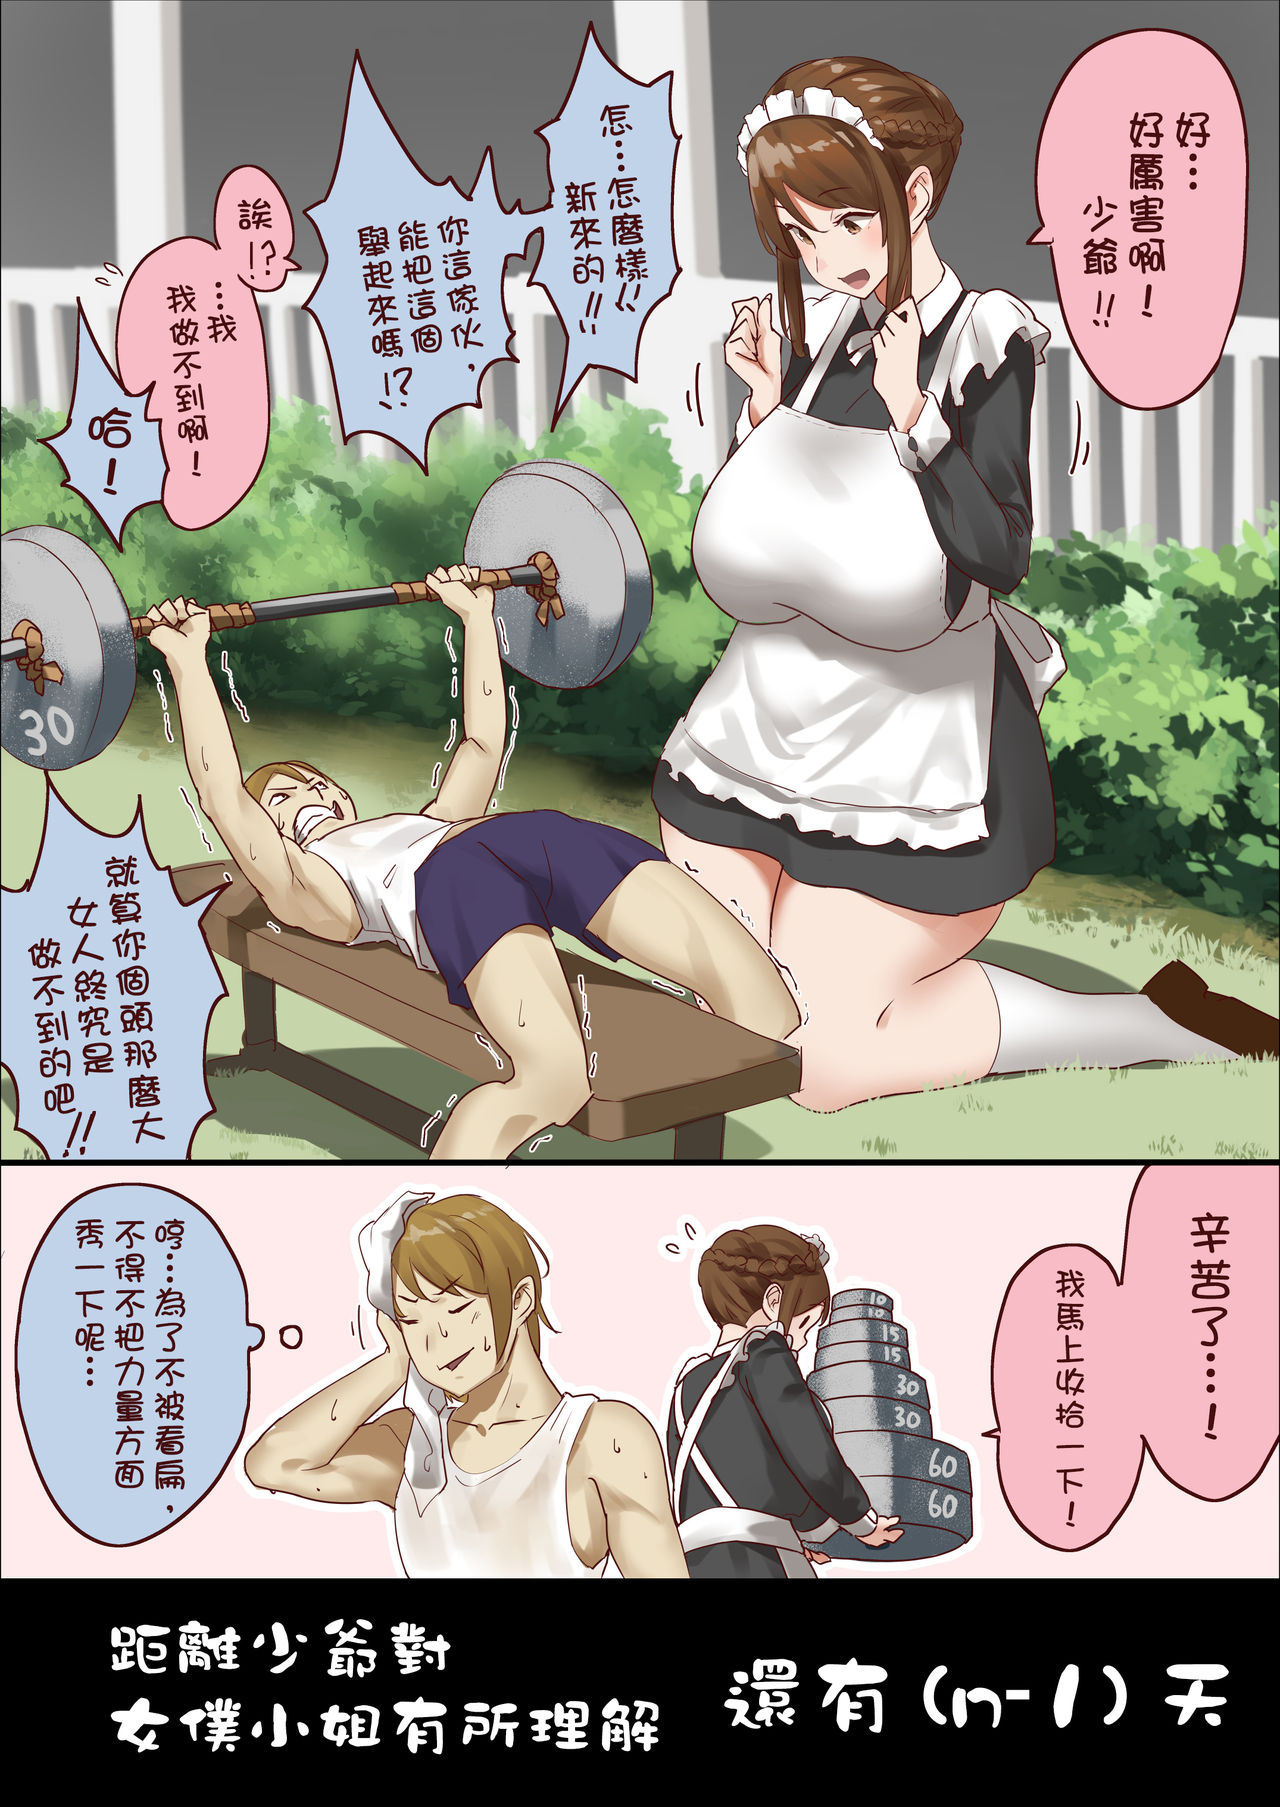 好…
好厲害啊！
少爺！！
怎…怎麼樣！！
新來的！！
你這傢伙，
能把這個
舉起來嗎！？
誒！？
…我
我做不到啊！
哈！
30
就算你個頭那麼大
女人終究是
做不到的吧！！
辛苦了…！
我馬上收拾一下！
10
10
15
15
30
30
60
60
哼…為了不被看扁，
不得不把力量方面
秀一下呢…
距離少爺對
女僕小姐有所理解
還有(n-1)天